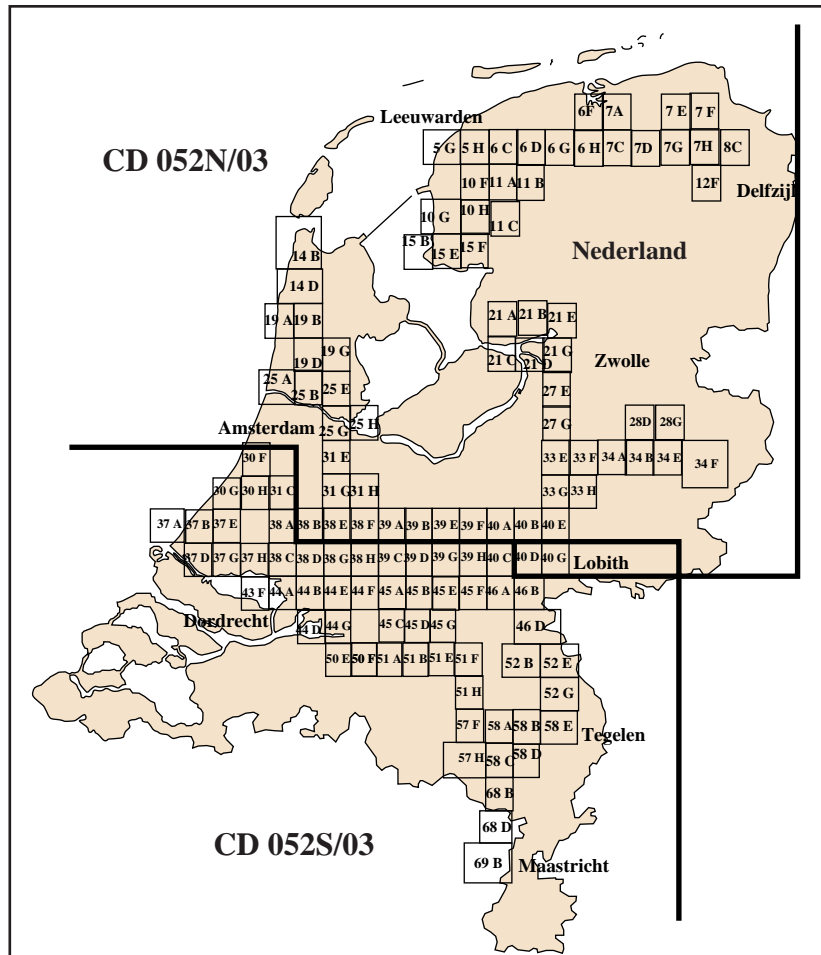 6F 7A 7 E 7 F
Leeuwarden
5 G 5 H 6 C 6 D 6 G 6 H 7C 7D 7G 7H 8C
CD 052N/03
10 F 11 A 11 B 12F
Delfzijl
10 G 10 H 11 C
15 B 15 E 15 F
Nederland
14 B
14 D
19 A 19 B 21 A 21 B 21 E
19 D 19 G 21 C 21 D 21 G
Zwolle
25 A 25 B 25 E 27 E
Amsterdam
25 G 25 H 27 G 28D 28G
30 F 31 E 33 E 33 F 34 A 34 B 34 E 34 F
30 G 30 H 31 C 31 G 31 H 33 G 33 H
37 A 37 B 37 E 38 A 38 B 38 E 38 F 39 A 39 B 39 E 39 F 40 A 40 B 40 E
37 D 37 G 37 H 38 C 38 D 38 G 38 H 39 C 39 D 39 G 39 H 40 C 40 D 40 G Lobith
43 F 44 A 44 B 44 E 44 F 45 A 45 B 45 E 45 F 46 A 46 B
Dordrecht
44 D 44 G 45 C 45 D 45 G 46 D
50 E 50 F 51 A 51 B 51 E 51 F 52 B 52 E
51 H 52 G
57 F 58 A 58 B 58 E Tegelen
57 H 58 C 58 D
68 B
68 D
CD 052S/03
69 B Maastricht